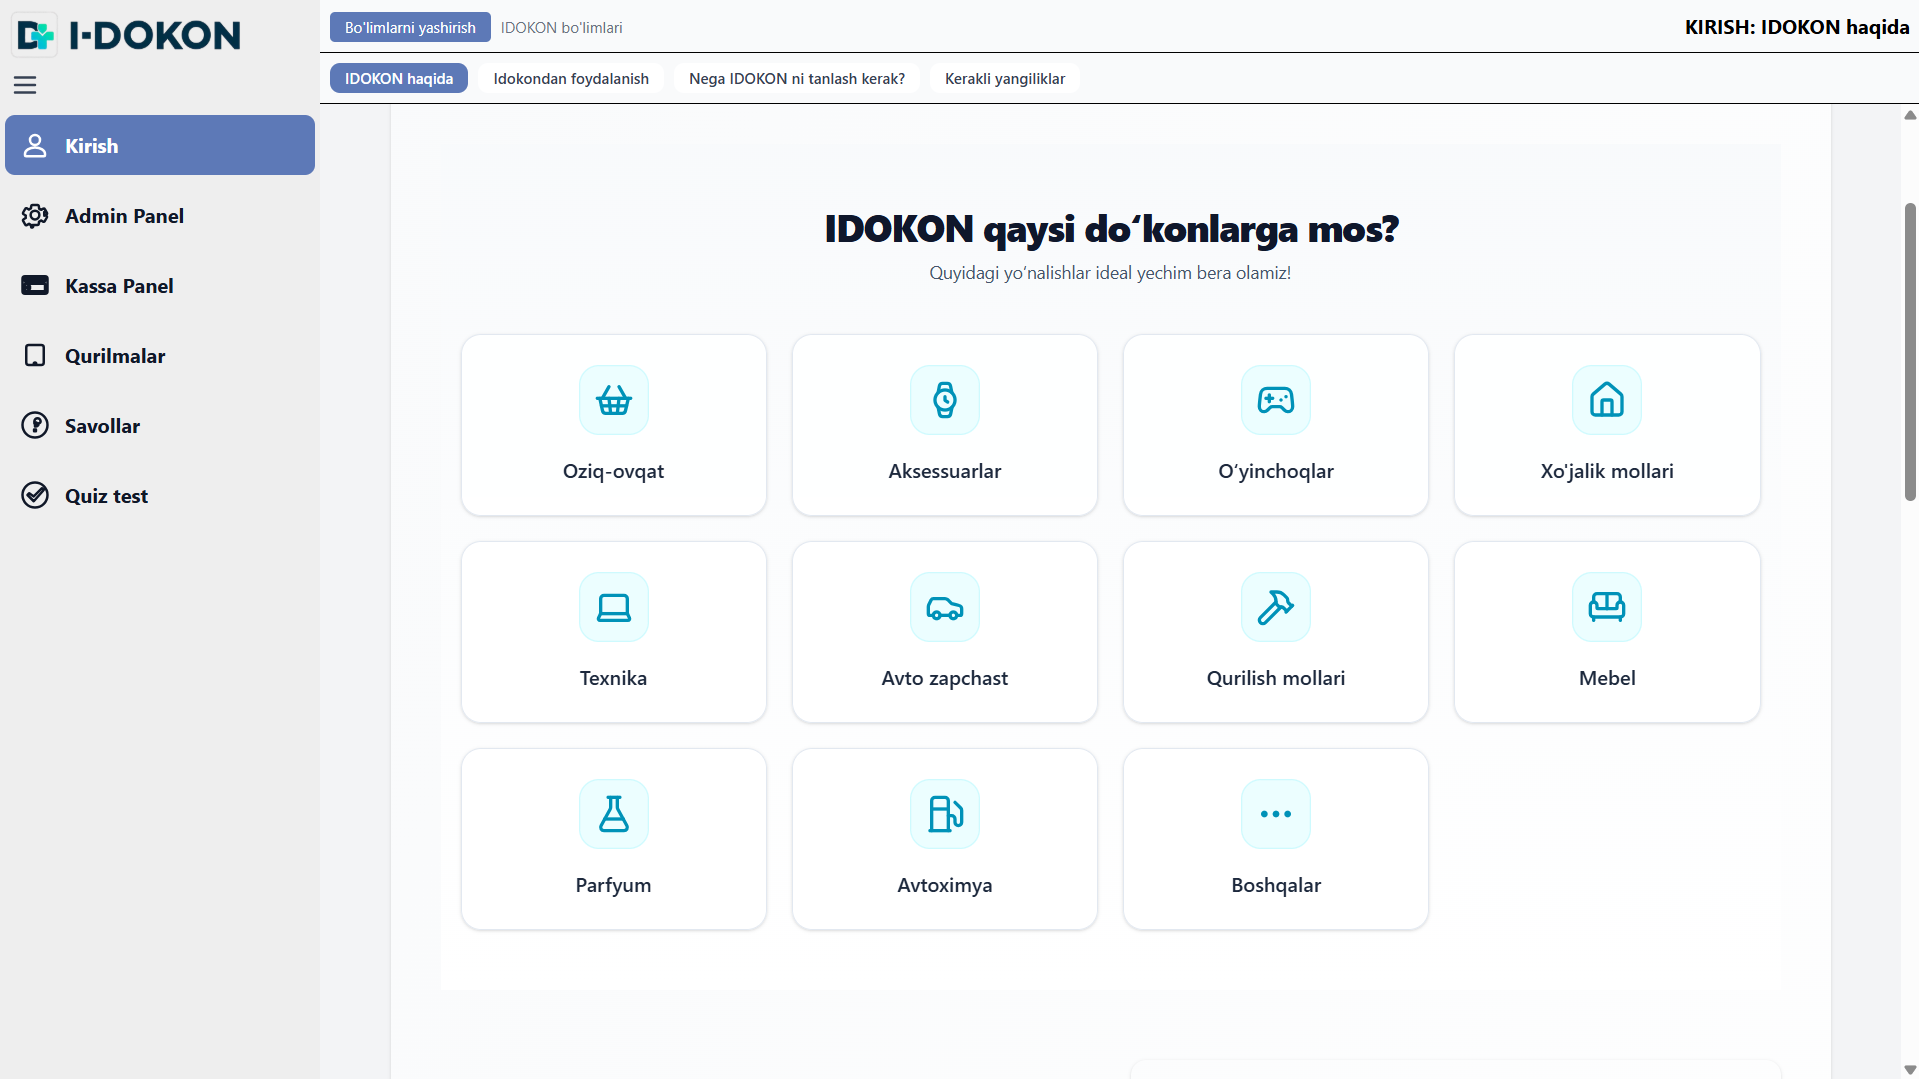 I-DOKON
Bo'limlarni yashirish
IDOKON bo'limlari
KIRISH: IDOKON haqida
IDOKON haqida
Idokondan foydalanish
Nega IDOKON ni tanlash kerak?
Kerakli yangiliklar
Kirish
Admin Panel
Kassa Panel
Qurilmalar
Savollar
Quiz test
IDOKON qaysi do‘konlarga mos?
Quyidagi yo‘nalishlar ideal yechim bera olamiz!
Oziq-ovqat
Aksessuarlar
O‘yinchoqlar
Xo'jalik mollari
Texnika
Avto zapchast
Qurilish mollari
Mebel
Parfyum
Avtoximya
Boshqalar